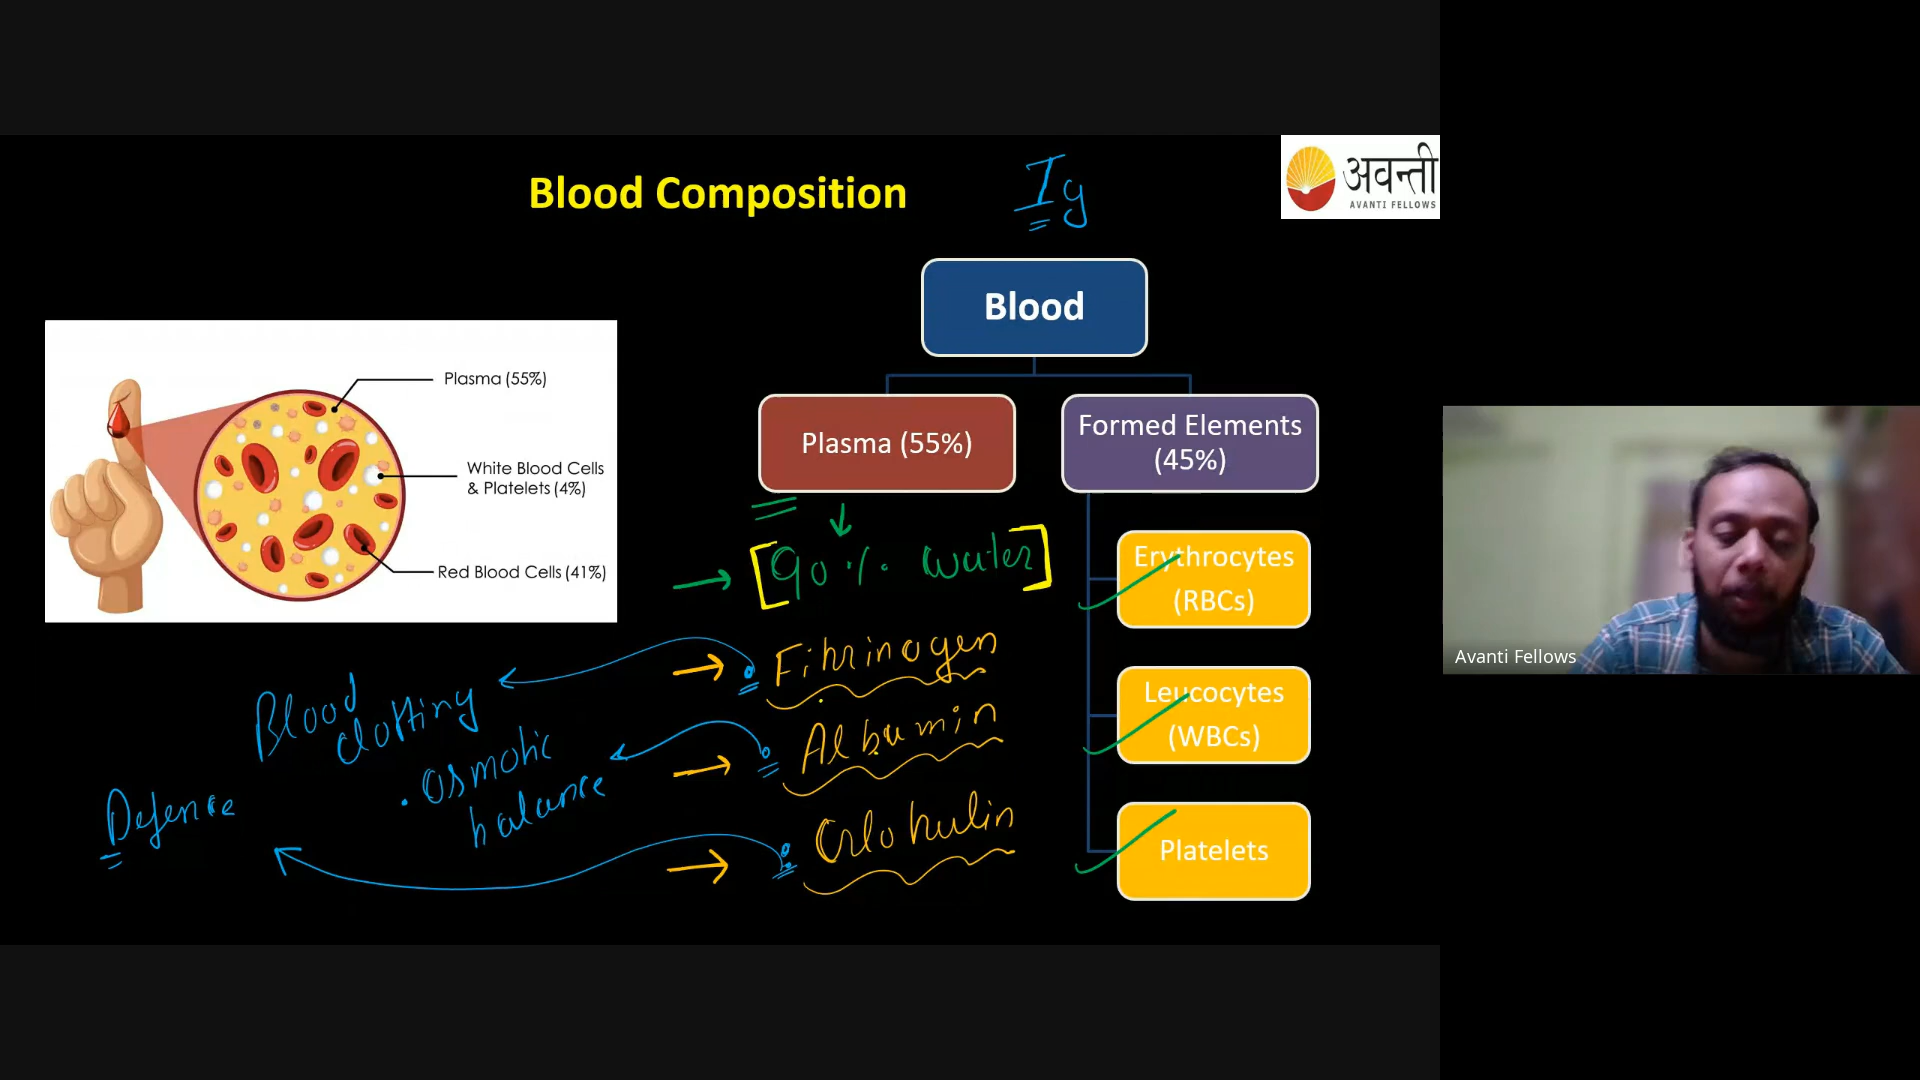 Blood Composition
Ig
अवन्ती
AVANTI FELLOWS
Blood
Plasma (55%)
White Blood Cells
& Platelets (4%)
Red Blood Cells (41%)
Plasma (55%)
Formed Elements
(45%)
[90% water]
Erythrocytes
(RBCs)
Leucocytes
(WBCs)
Platelets
Fibrinogen
Albumin
Globulin
Blood
clotting
osmotic
balance
Defence
Avanti Fellows